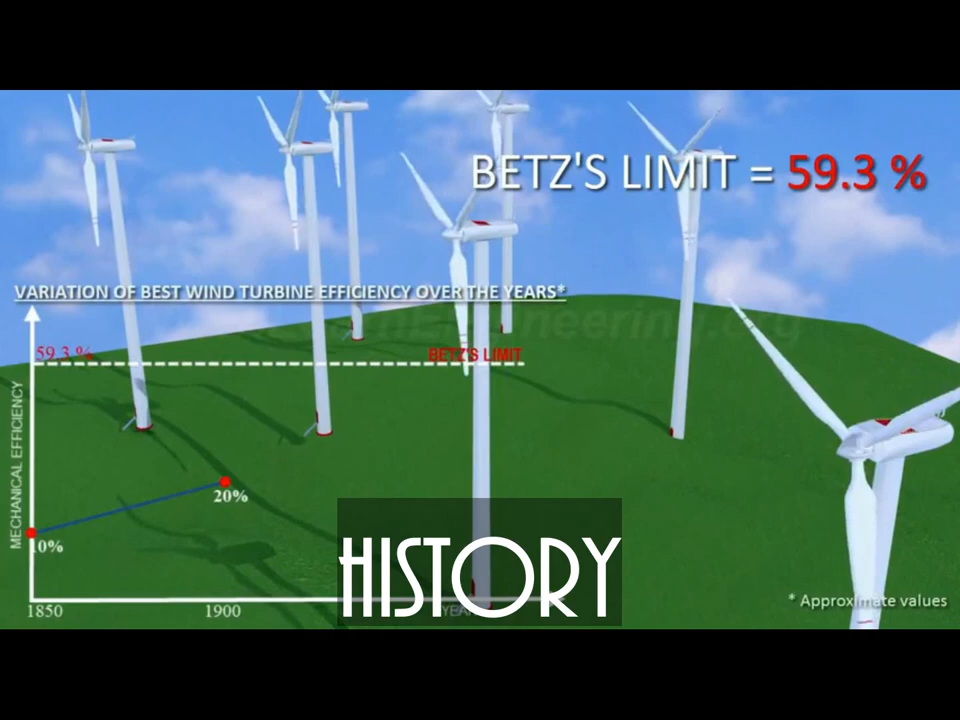 BETZ'S LIMIT = 59.3 %
VARIATION OF BEST WIND TURBINE EFFICIENCY OVER THE YEARS*
59.3 %
BETZ'S LIMIT
MECHANICAL EFFICIENCY
20%
10%
HISTORY
1850
1900
* Approximate values